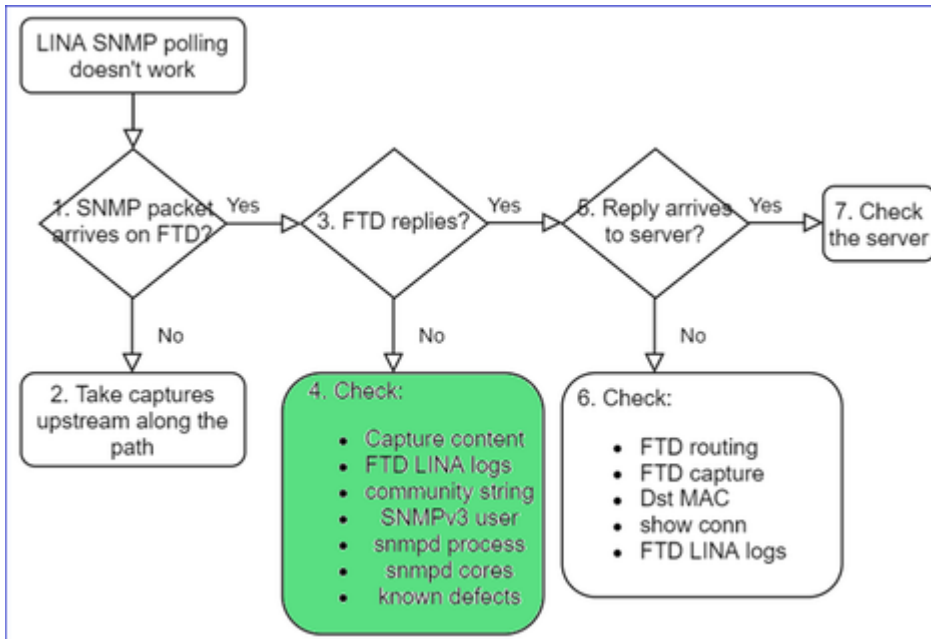 LINA SNMP polling
doesn't work
1. SNMP packet
arrives on FTD?
Yes
No
2. Take captures
upstream along the
path
3. FTD replies?
Yes
No
4. Check:
• Capture content
• FTD LINA logs
• community string
• SNMPv3 user
• snmpd process
• snmpd cores
• known defects
5. Reply arrives
to server?
Yes
No
6. Check:
• FTD routing
• FTD capture
• Dst MAC
• show conn
• FTD LINA logs
7. Check
the server